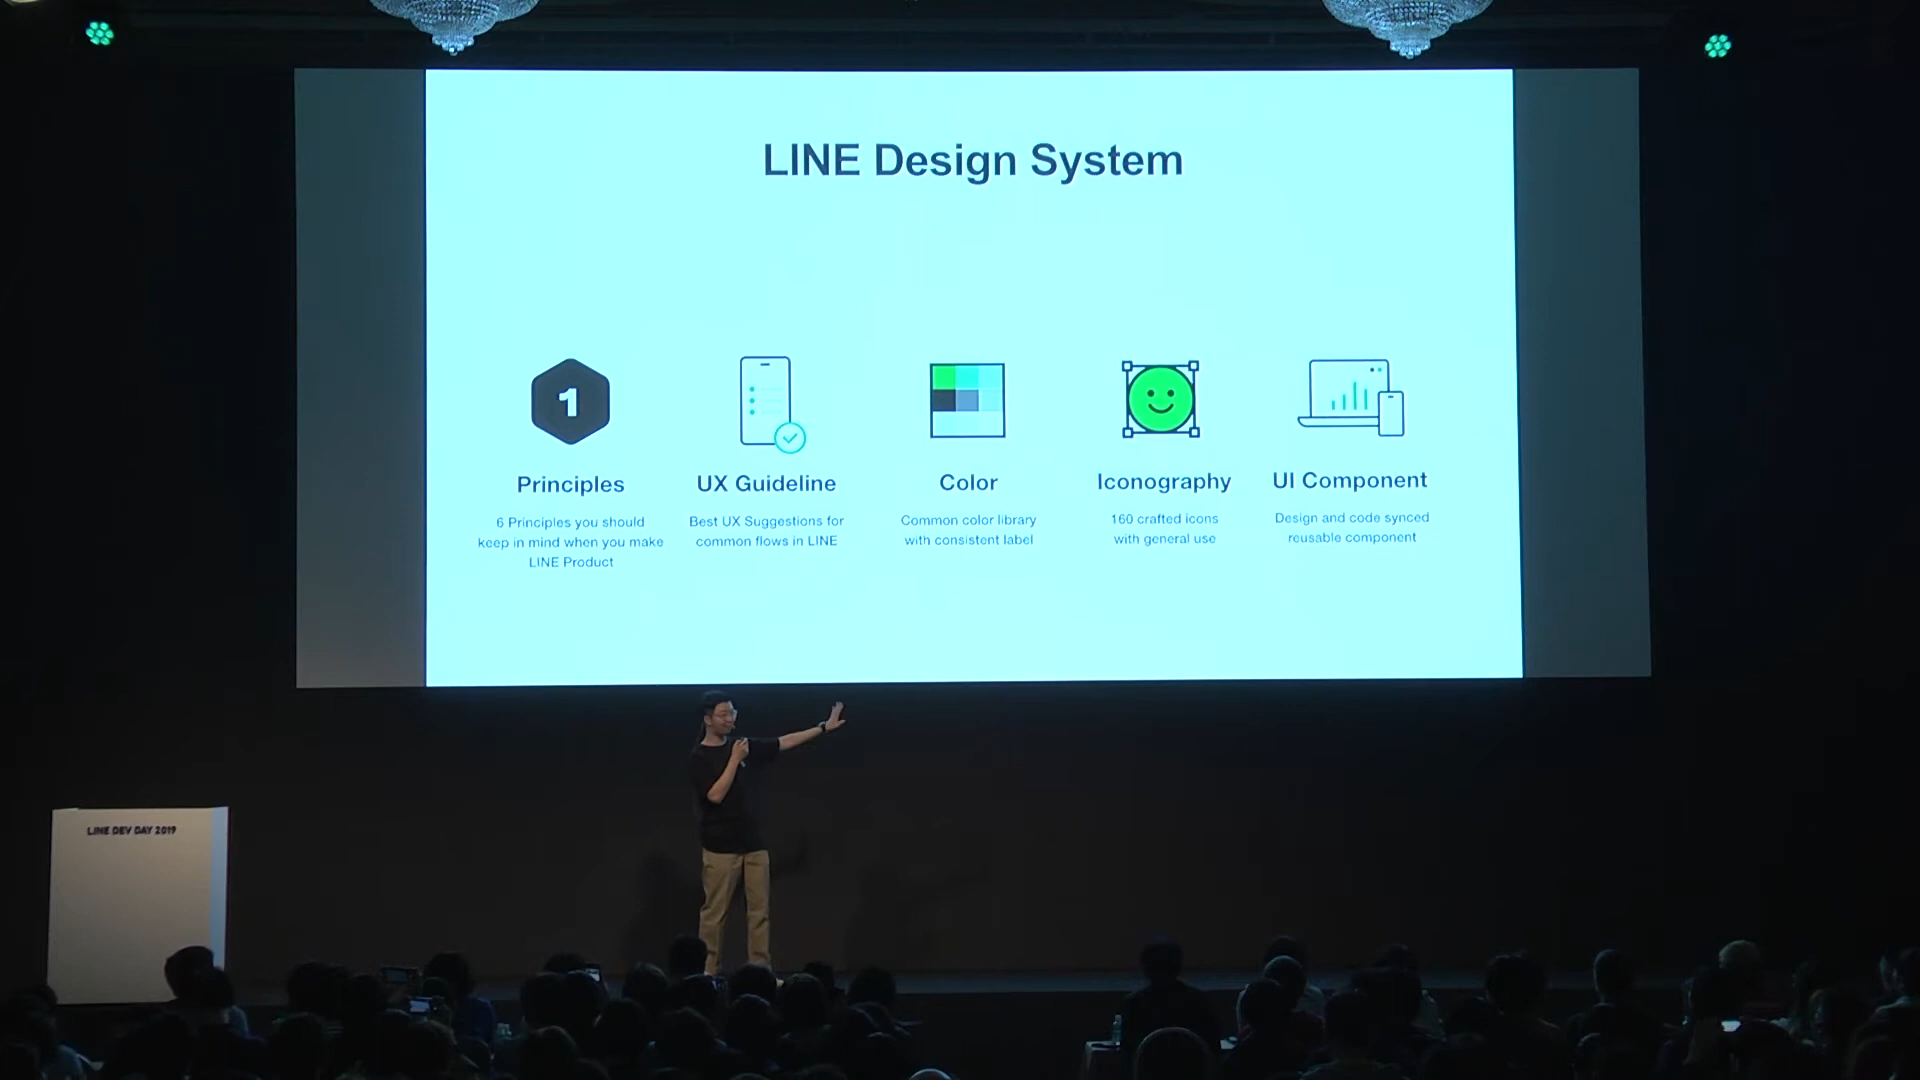 LINE Design System
1
Principles
6 Principles you should
keep in mind when you make
LINE Product
UX Guideline
Best UX Suggestions for
common flows in LINE
Color
Common color library
with consistent label
Iconography
160 crafted icons
with general use
UI Component
Design and code synced
reusable component
LINE DEV DAY 2019